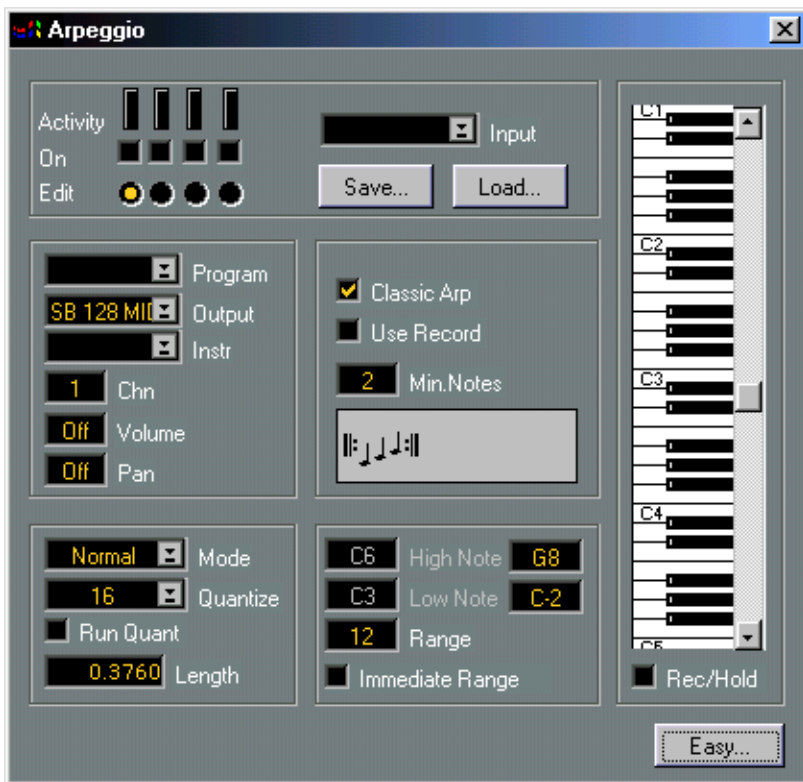 Arpeggio
Activity
On
Edit
Input
Save...
Load...
Program
SB 128 MID Output
Instr
1 Chn
Off Volume
Off Pan
Classic Arp
Use Record
2 Min.Notes
Normal Mode
16 Quantize
Run Quant
0.3760 Length
C6 High Note G8
C3 Low Note C-2
12 Range
Immediate Range
C1
C2
C3
C4
C5
Rec/Hold
Easy...